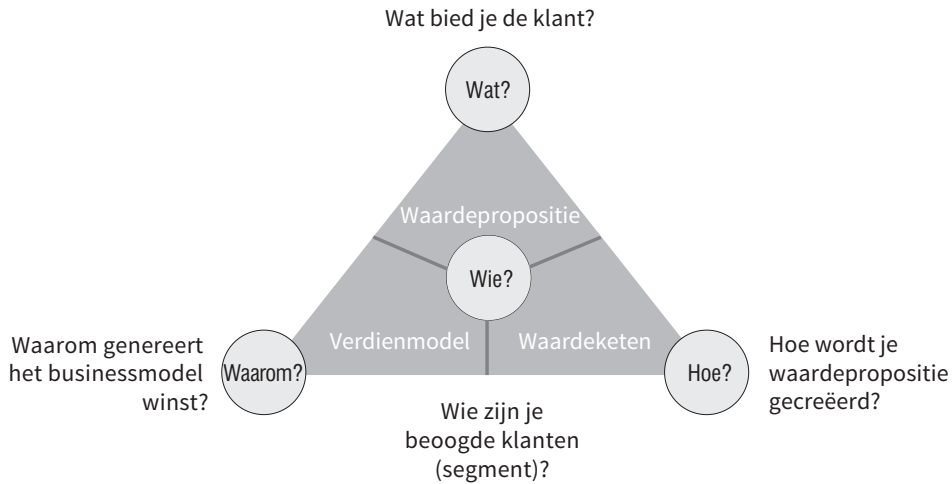 Wat bied je de klant?
Wat?
Waardepropositie
Wie?
Verdienmodel
Waardeketen
Waarom genereert
het businessmodel
winst?
Waarom?
Hoe?
Hoe wordt je
waardepropositie
gecreëerd?
Wie zijn je
beoogde klanten
(segment)?